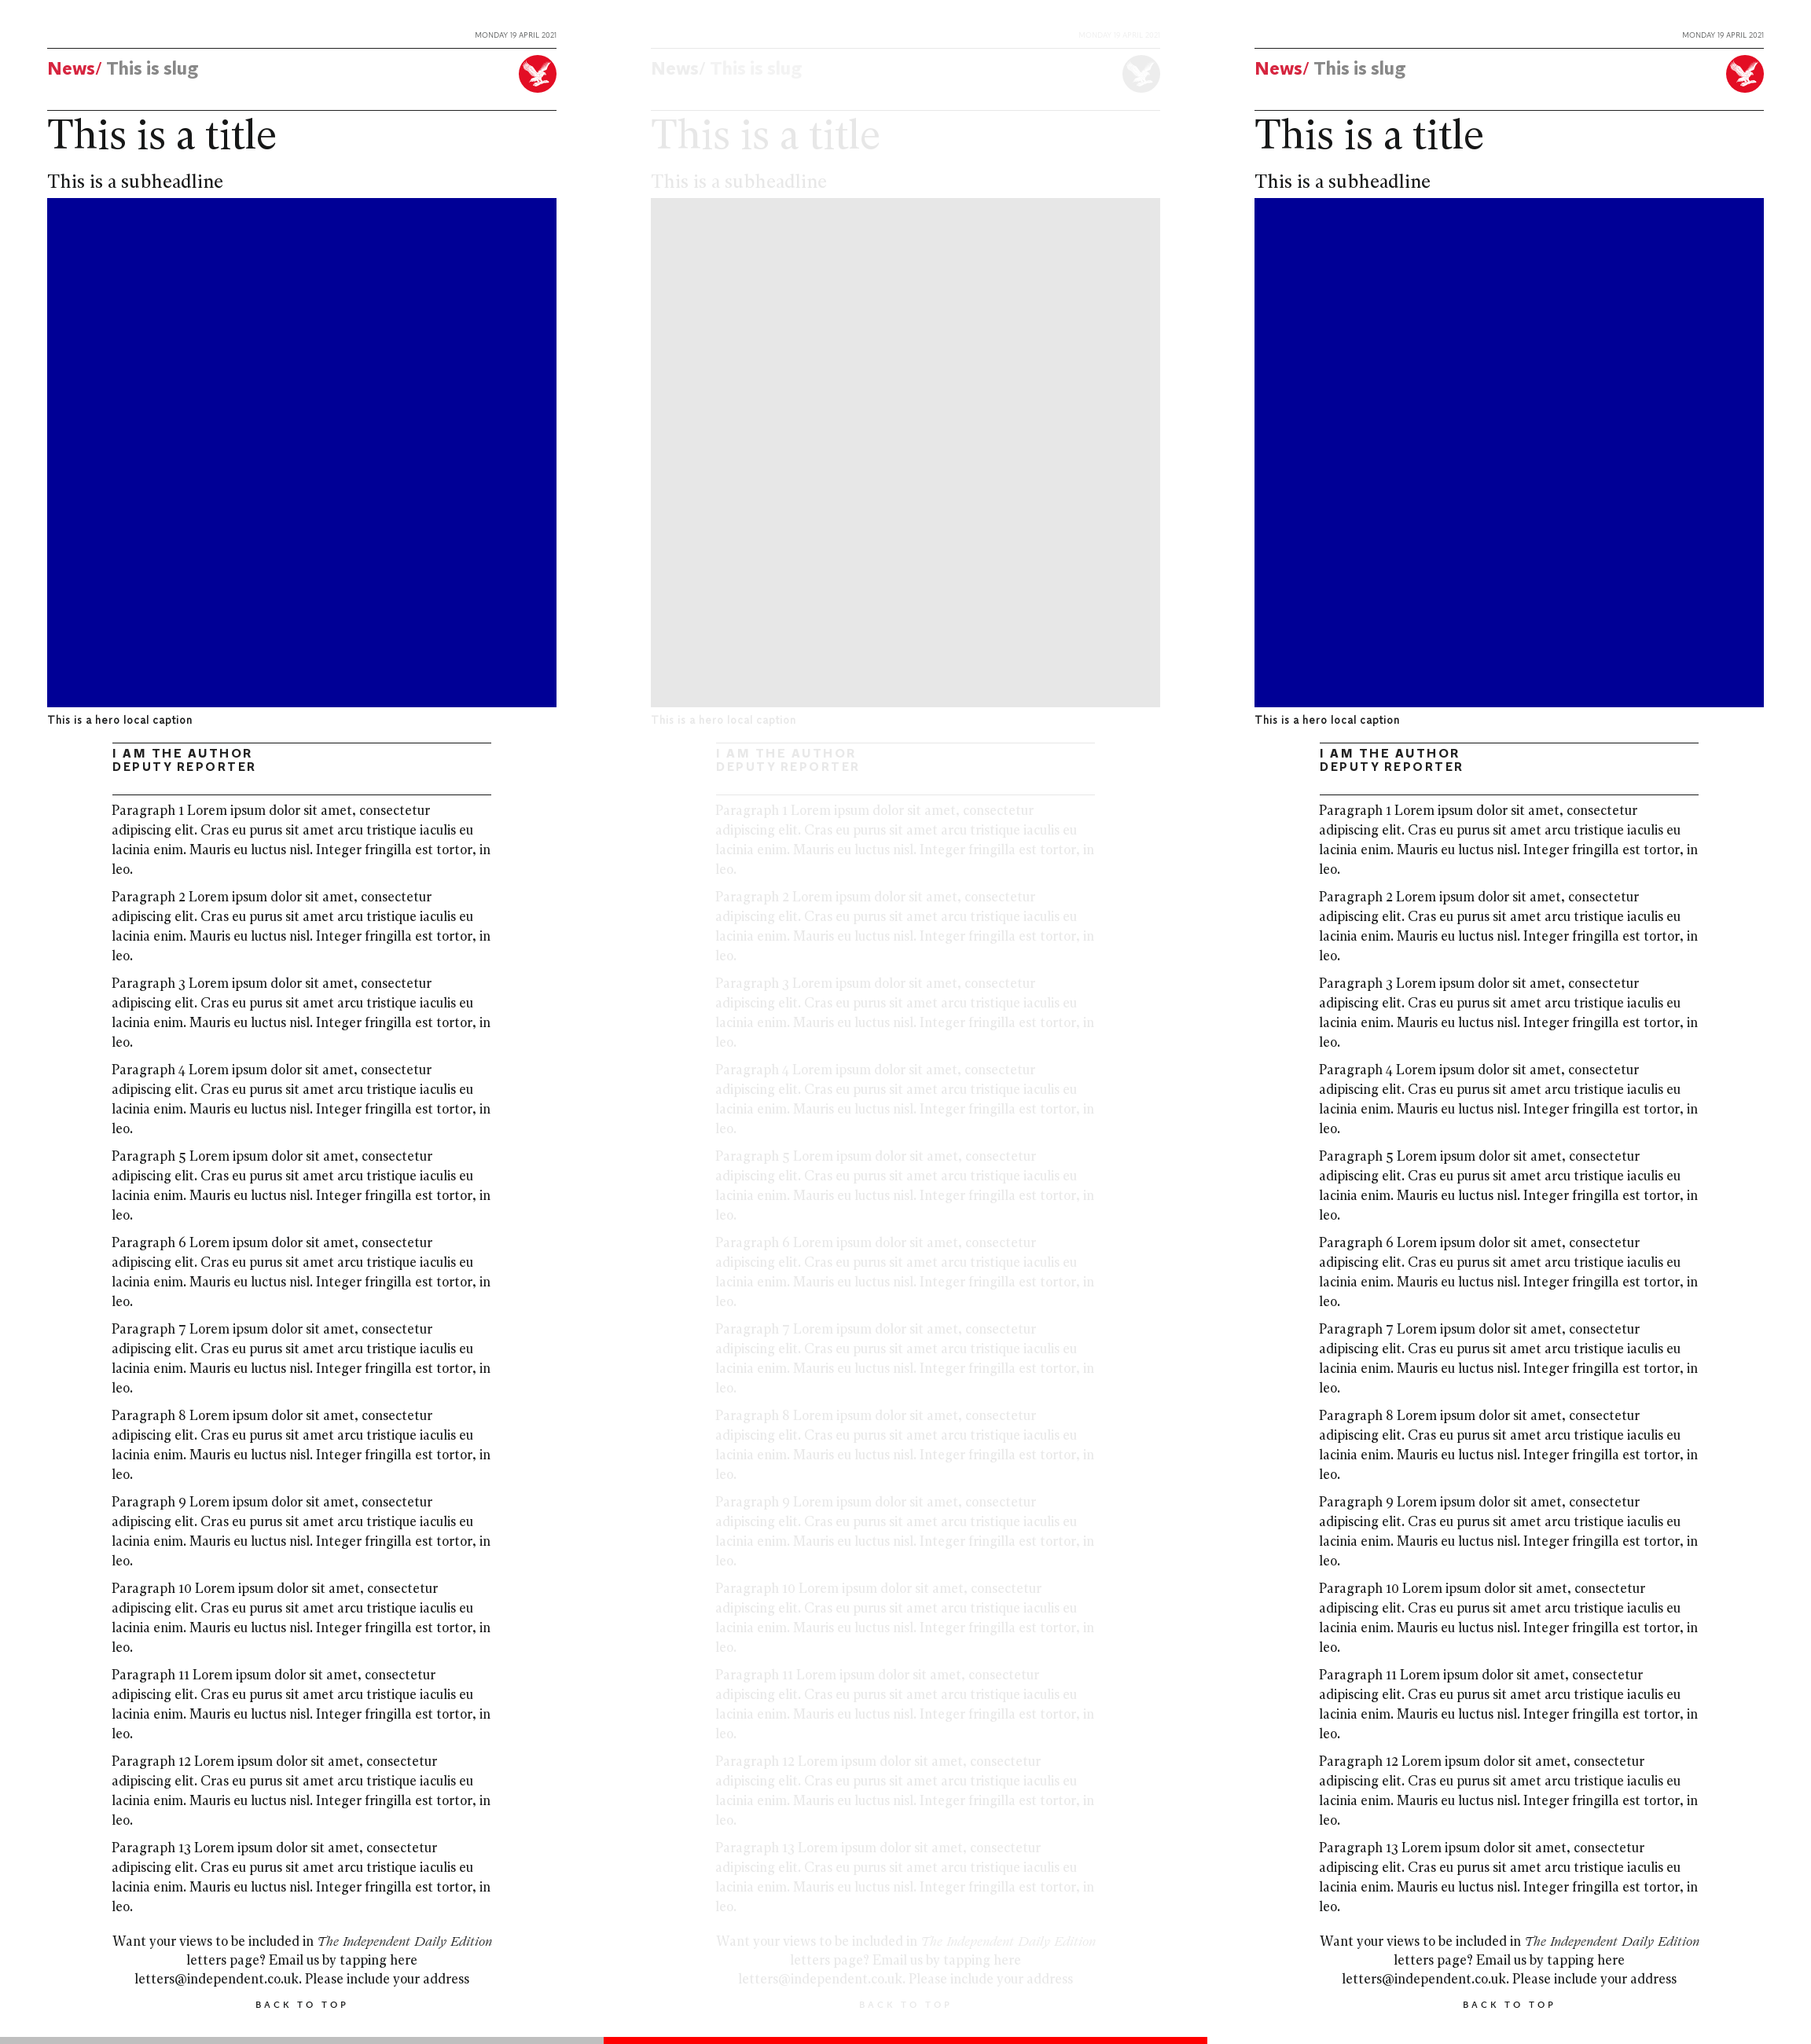 MONDAY 19 APRIL 2021
News/ This is slug
This is a title
This is a subheadline
This is a hero local caption
I AM THE AUTHOR
DEPUTY REPORTER
Paragraph 1 Lorem ipsum dolor sit amet, consectetur
adipiscing elit. Cras eu purus sit amet arcu tristique iaculis eu
lacinia enim. Mauris eu luctus nisl. Integer fringilla est tortor, in
leo.
Paragraph 2 Lorem ipsum dolor sit amet, consectetur
adipiscing elit. Cras eu purus sit amet arcu tristique iaculis eu
lacinia enim. Mauris eu luctus nisl. Integer fringilla est tortor, in
leo.
Paragraph 3 Lorem ipsum dolor sit amet, consectetur
adipiscing elit. Cras eu purus sit amet arcu tristique iaculis eu
lacinia enim. Mauris eu luctus nisl. Integer fringilla est tortor, in
leo.
Paragraph 4 Lorem ipsum dolor sit amet, consectetur
adipiscing elit. Cras eu purus sit amet arcu tristique iaculis eu
lacinia enim. Mauris eu luctus nisl. Integer fringilla est tortor, in
leo.
Paragraph 5 Lorem ipsum dolor sit amet, consectetur
adipiscing elit. Cras eu purus sit amet arcu tristique iaculis eu
lacinia enim. Mauris eu luctus nisl. Integer fringilla est tortor, in
leo.
Paragraph 6 Lorem ipsum dolor sit amet, consectetur
adipiscing elit. Cras eu purus sit amet arcu tristique iaculis eu
lacinia enim. Mauris eu luctus nisl. Integer fringilla est tortor, in
leo.
Paragraph 7 Lorem ipsum dolor sit amet, consectetur
adipiscing elit. Cras eu purus sit amet arcu tristique iaculis eu
lacinia enim. Mauris eu luctus nisl. Integer fringilla est tortor, in
leo.
Paragraph 8 Lorem ipsum dolor sit amet, consectetur
adipiscing elit. Cras eu purus sit amet arcu tristique iaculis eu
lacinia enim. Mauris eu luctus nisl. Integer fringilla est tortor, in
leo.
Paragraph 9 Lorem ipsum dolor sit amet, consectetur
adipiscing elit. Cras eu purus sit amet arcu tristique iaculis eu
lacinia enim. Mauris eu luctus nisl. Integer fringilla est tortor, in
leo.
Paragraph 10 Lorem ipsum dolor sit amet, consectetur
adipiscing elit. Cras eu purus sit amet arcu tristique iaculis eu
lacinia enim. Mauris eu luctus nisl. Integer fringilla est tortor, in
leo.
Paragraph 11 Lorem ipsum dolor sit amet, consectetur
adipiscing elit. Cras eu purus sit amet arcu tristique iaculis eu
lacinia enim. Mauris eu luctus nisl. Integer fringilla est tortor, in
leo.
Paragraph 12 Lorem ipsum dolor sit amet, consectetur
adipiscing elit. Cras eu purus sit amet arcu tristique iaculis eu
lacinia enim. Mauris eu luctus nisl. Integer fringilla est tortor, in
leo.
Paragraph 13 Lorem ipsum dolor sit amet, consectetur
adipiscing elit. Cras eu purus sit amet arcu tristique iaculis eu
lacinia enim. Mauris eu luctus nisl. Integer fringilla est tortor, in
leo.
Want your views to be included in The Independent Daily Edition
letters page? Email us by tapping here
letters@independent.co.uk. Please include your address
BACK TO TOP
MONDAY 19 APRIL 2021
News/ This is slug
This is a title
This is a subheadline
This is a hero local caption
I AM THE AUTHOR
DEPUTY REPORTER
Paragraph 1 Lorem ipsum dolor sit amet, consectetur
adipiscing elit. Cras eu purus sit amet arcu tristique iaculis eu
lacinia enim. Mauris eu luctus nisl. Integer fringilla est tortor, in
leo.
Paragraph 2 Lorem ipsum dolor sit amet, consectetur
adipiscing elit. Cras eu purus sit amet arcu tristique iaculis eu
lacinia enim. Mauris eu luctus nisl. Integer fringilla est tortor, in
leo.
Paragraph 3 Lorem ipsum dolor sit amet, consectetur
adipiscing elit. Cras eu purus sit amet arcu tristique iaculis eu
lacinia enim. Mauris eu luctus nisl. Integer fringilla est tortor, in
leo.
Paragraph 4 Lorem ipsum dolor sit amet, consectetur
adipiscing elit. Cras eu purus sit amet arcu tristique iaculis eu
lacinia enim. Mauris eu luctus nisl. Integer fringilla est tortor, in
leo.
Paragraph 5 Lorem ipsum dolor sit amet, consectetur
adipiscing elit. Cras eu purus sit amet arcu tristique iaculis eu
lacinia enim. Mauris eu luctus nisl. Integer fringilla est tortor, in
leo.
Paragraph 6 Lorem ipsum dolor sit amet, consectetur
adipiscing elit. Cras eu purus sit amet arcu tristique iaculis eu
lacinia enim. Mauris eu luctus nisl. Integer fringilla est tortor, in
leo.
Paragraph 7 Lorem ipsum dolor sit amet, consectetur
adipiscing elit. Cras eu purus sit amet arcu tristique iaculis eu
lacinia enim. Mauris eu luctus nisl. Integer fringilla est tortor, in
leo.
Paragraph 8 Lorem ipsum dolor sit amet, consectetur
adipiscing elit. Cras eu purus sit amet arcu tristique iaculis eu
lacinia enim. Mauris eu luctus nisl. Integer fringilla est tortor, in
leo.
Paragraph 9 Lorem ipsum dolor sit amet, consectetur
adipiscing elit. Cras eu purus sit amet arcu tristique iaculis eu
lacinia enim. Mauris eu luctus nisl. Integer fringilla est tortor, in
leo.
Paragraph 10 Lorem ipsum dolor sit amet, consectetur
adipiscing elit. Cras eu purus sit amet arcu tristique iaculis eu
lacinia enim. Mauris eu luctus nisl. Integer fringilla est tortor, in
leo.
Paragraph 11 Lorem ipsum dolor sit amet, consectetur
adipiscing elit. Cras eu purus sit amet arcu tristique iaculis eu
lacinia enim. Mauris eu luctus nisl. Integer fringilla est tortor, in
leo.
Paragraph 12 Lorem ipsum dolor sit amet, consectetur
adipiscing elit. Cras eu purus sit amet arcu tristique iaculis eu
lacinia enim. Mauris eu luctus nisl. Integer fringilla est tortor, in
leo.
Paragraph 13 Lorem ipsum dolor sit amet, consectetur
adipiscing elit. Cras eu purus sit amet arcu tristique iaculis eu
lacinia enim. Mauris eu luctus nisl. Integer fringilla est tortor, in
leo.
Want your views to be included in The Independent Daily Edition
letters page? Email us by tapping here
letters@independent.co.uk. Please include your address
BACK TO TOP
MONDAY 19 APRIL 2021
News/ This is slug
This is a title
This is a subheadline
This is a hero local caption
I AM THE AUTHOR
DEPUTY REPORTER
Paragraph 1 Lorem ipsum dolor sit amet, consectetur
adipiscing elit. Cras eu purus sit amet arcu tristique iaculis eu
lacinia enim. Mauris eu luctus nisl. Integer fringilla est tortor, in
leo.
Paragraph 2 Lorem ipsum dolor sit amet, consectetur
adipiscing elit. Cras eu purus sit amet arcu tristique iaculis eu
lacinia enim. Mauris eu luctus nisl. Integer fringilla est tortor, in
leo.
Paragraph 3 Lorem ipsum dolor sit amet, consectetur
adipiscing elit. Cras eu purus sit amet arcu tristique iaculis eu
lacinia enim. Mauris eu luctus nisl. Integer fringilla est tortor, in
leo.
Paragraph 4 Lorem ipsum dolor sit amet, consectetur
adipiscing elit. Cras eu purus sit amet arcu tristique iaculis eu
lacinia enim. Mauris eu luctus nisl. Integer fringilla est tortor, in
leo.
Paragraph 5 Lorem ipsum dolor sit amet, consectetur
adipiscing elit. Cras eu purus sit amet arcu tristique iaculis eu
lacinia enim. Mauris eu luctus nisl. Integer fringilla est tortor, in
leo.
Paragraph 6 Lorem ipsum dolor sit amet, consectetur
adipiscing elit. Cras eu purus sit amet arcu tristique iaculis eu
lacinia enim. Mauris eu luctus nisl. Integer fringilla est tortor, in
leo.
Paragraph 7 Lorem ipsum dolor sit amet, consectetur
adipiscing elit. Cras eu purus sit amet arcu tristique iaculis eu
lacinia enim. Mauris eu luctus nisl. Integer fringilla est tortor, in
leo.
Paragraph 8 Lorem ipsum dolor sit amet, consectetur
adipiscing elit. Cras eu purus sit amet arcu tristique iaculis eu
lacinia enim. Mauris eu luctus nisl. Integer fringilla est tortor, in
leo.
Paragraph 9 Lorem ipsum dolor sit amet, consectetur
adipiscing elit. Cras eu purus sit amet arcu tristique iaculis eu
lacinia enim. Mauris eu luctus nisl. Integer fringilla est tortor, in
leo.
Paragraph 10 Lorem ipsum dolor sit amet, consectetur
adipiscing elit. Cras eu purus sit amet arcu tristique iaculis eu
lacinia enim. Mauris eu luctus nisl. Integer fringilla est tortor, in
leo.
Paragraph 11 Lorem ipsum dolor sit amet, consectetur
adipiscing elit. Cras eu purus sit amet arcu tristique iaculis eu
lacinia enim. Mauris eu luctus nisl. Integer fringilla est tortor, in
leo.
Paragraph 12 Lorem ipsum dolor sit amet, consectetur
adipiscing elit. Cras eu purus sit amet arcu tristique iaculis eu
lacinia enim. Mauris eu luctus nisl. Integer fringilla est tortor, in
leo.
Paragraph 13 Lorem ipsum dolor sit amet, consectetur
adipiscing elit. Cras eu purus sit amet arcu tristique iaculis eu
lacinia enim. Mauris eu luctus nisl. Integer fringilla est tortor, in
leo.
Want your views to be included in The Independent Daily Edition
letters page? Email us by tapping here
letters@independent.co.uk. Please include your address
BACK TO TOP